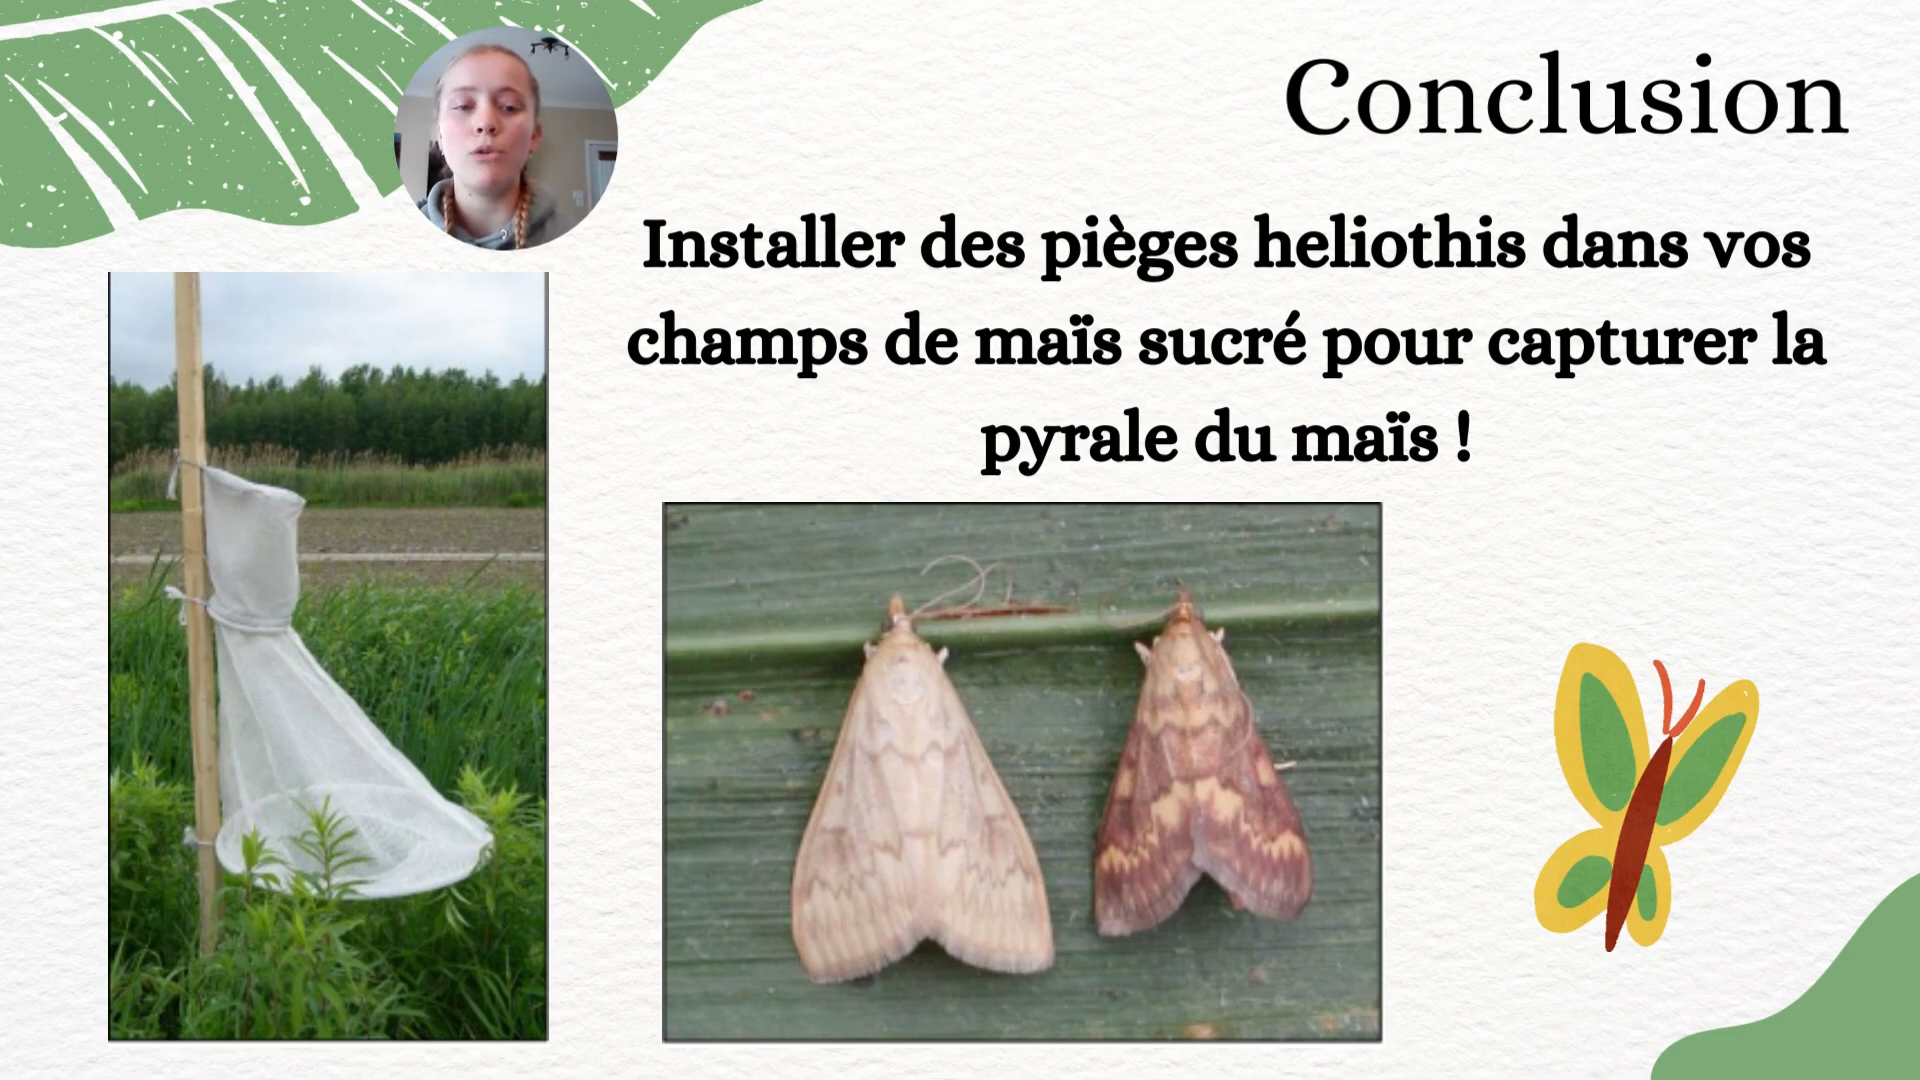 Conclusion
Installer des pièges heliothis dans vos
champs de maïs sucré pour capturer la
pyrale du maïs !